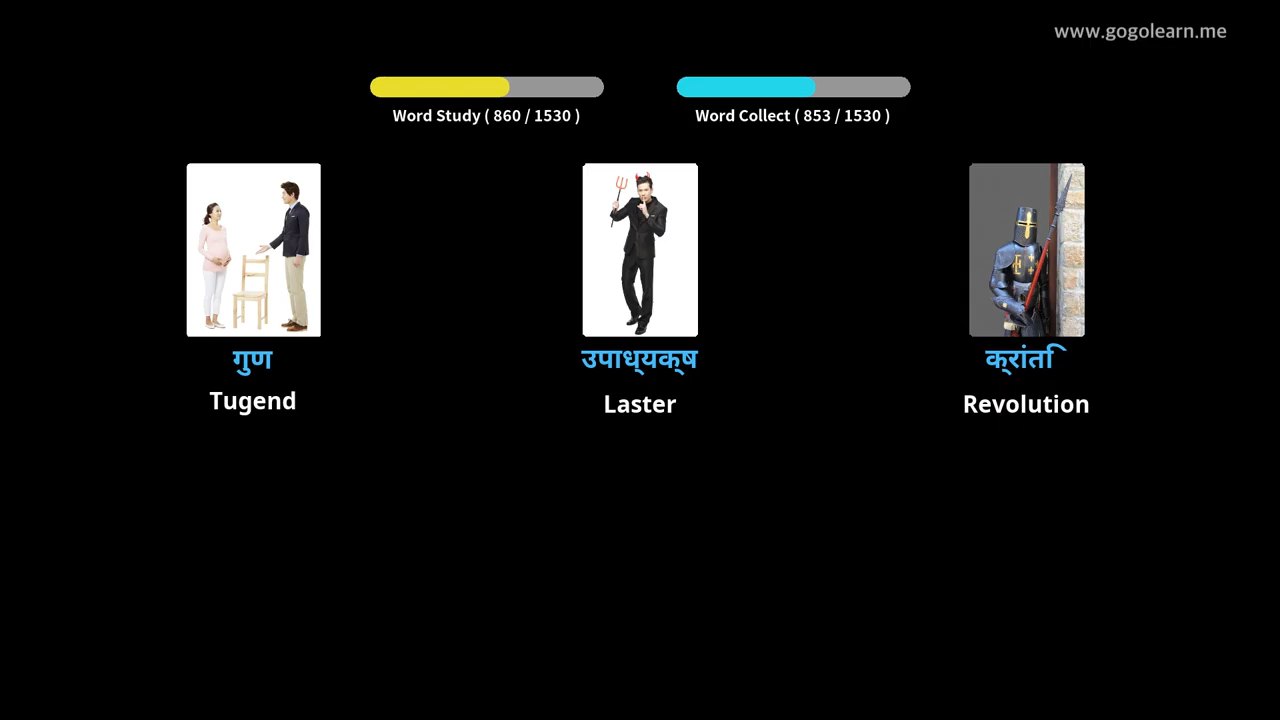 www.gogolearn.me
Word Study ( 860 / 1530 )
Word Collect ( 853 / 1530 )
गुण
उपाध्यक्ष
क्रांति
Tugend
Laster
Revolution